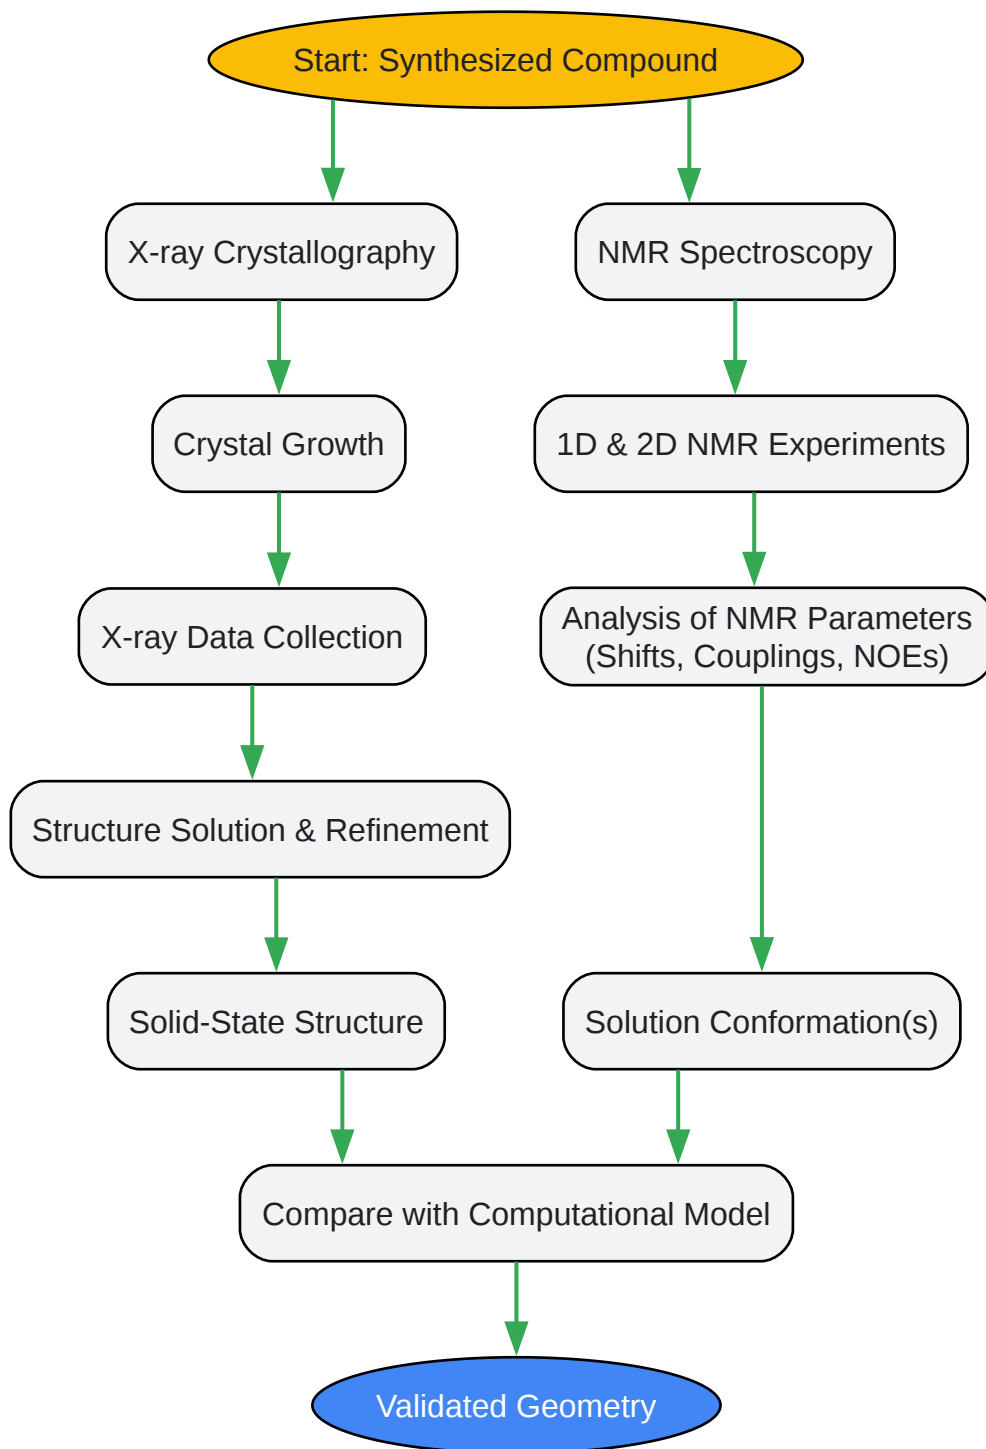 Start: Synthesized Compound
X-ray Crystallography
NMR Spectroscopy
Crystal Growth
1D & 2D NMR Experiments
X-ray Data Collection
Analysis of NMR Parameters
(Shifts, Couplings, NOEs)
Structure Solution & Refinement
Solid-State Structure
Solution Conformation(s)
Compare with Computational Model
Validated Geometry